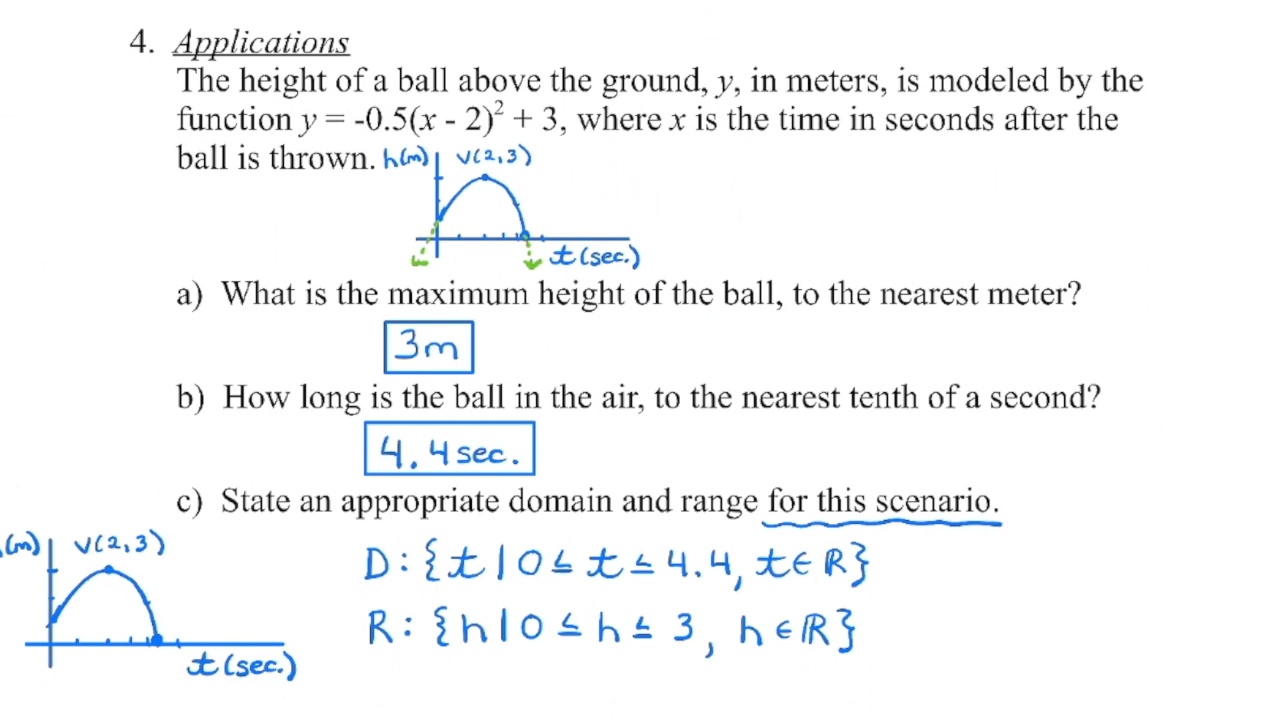 4. Applications
The height of a ball above the ground, y, in meters, is modeled by the
function y = -0.5(x - 2)² + 3, where x is the time in seconds after the
ball is thrown. h(m) V(2,3)
t(sec.)
a) What is the maximum height of the ball, to the nearest meter?
3m
b) How long is the ball in the air, to the nearest tenth of a second?
4.4 sec.
c) State an appropriate domain and range for this scenario.
(m) V(2,3)
D: {t | 0 ≤ t ≤ 4.4, t ∈ ℝ}
R: {h | 0 ≤ h ≤ 3, h ∈ ℝ}
t(sec.)